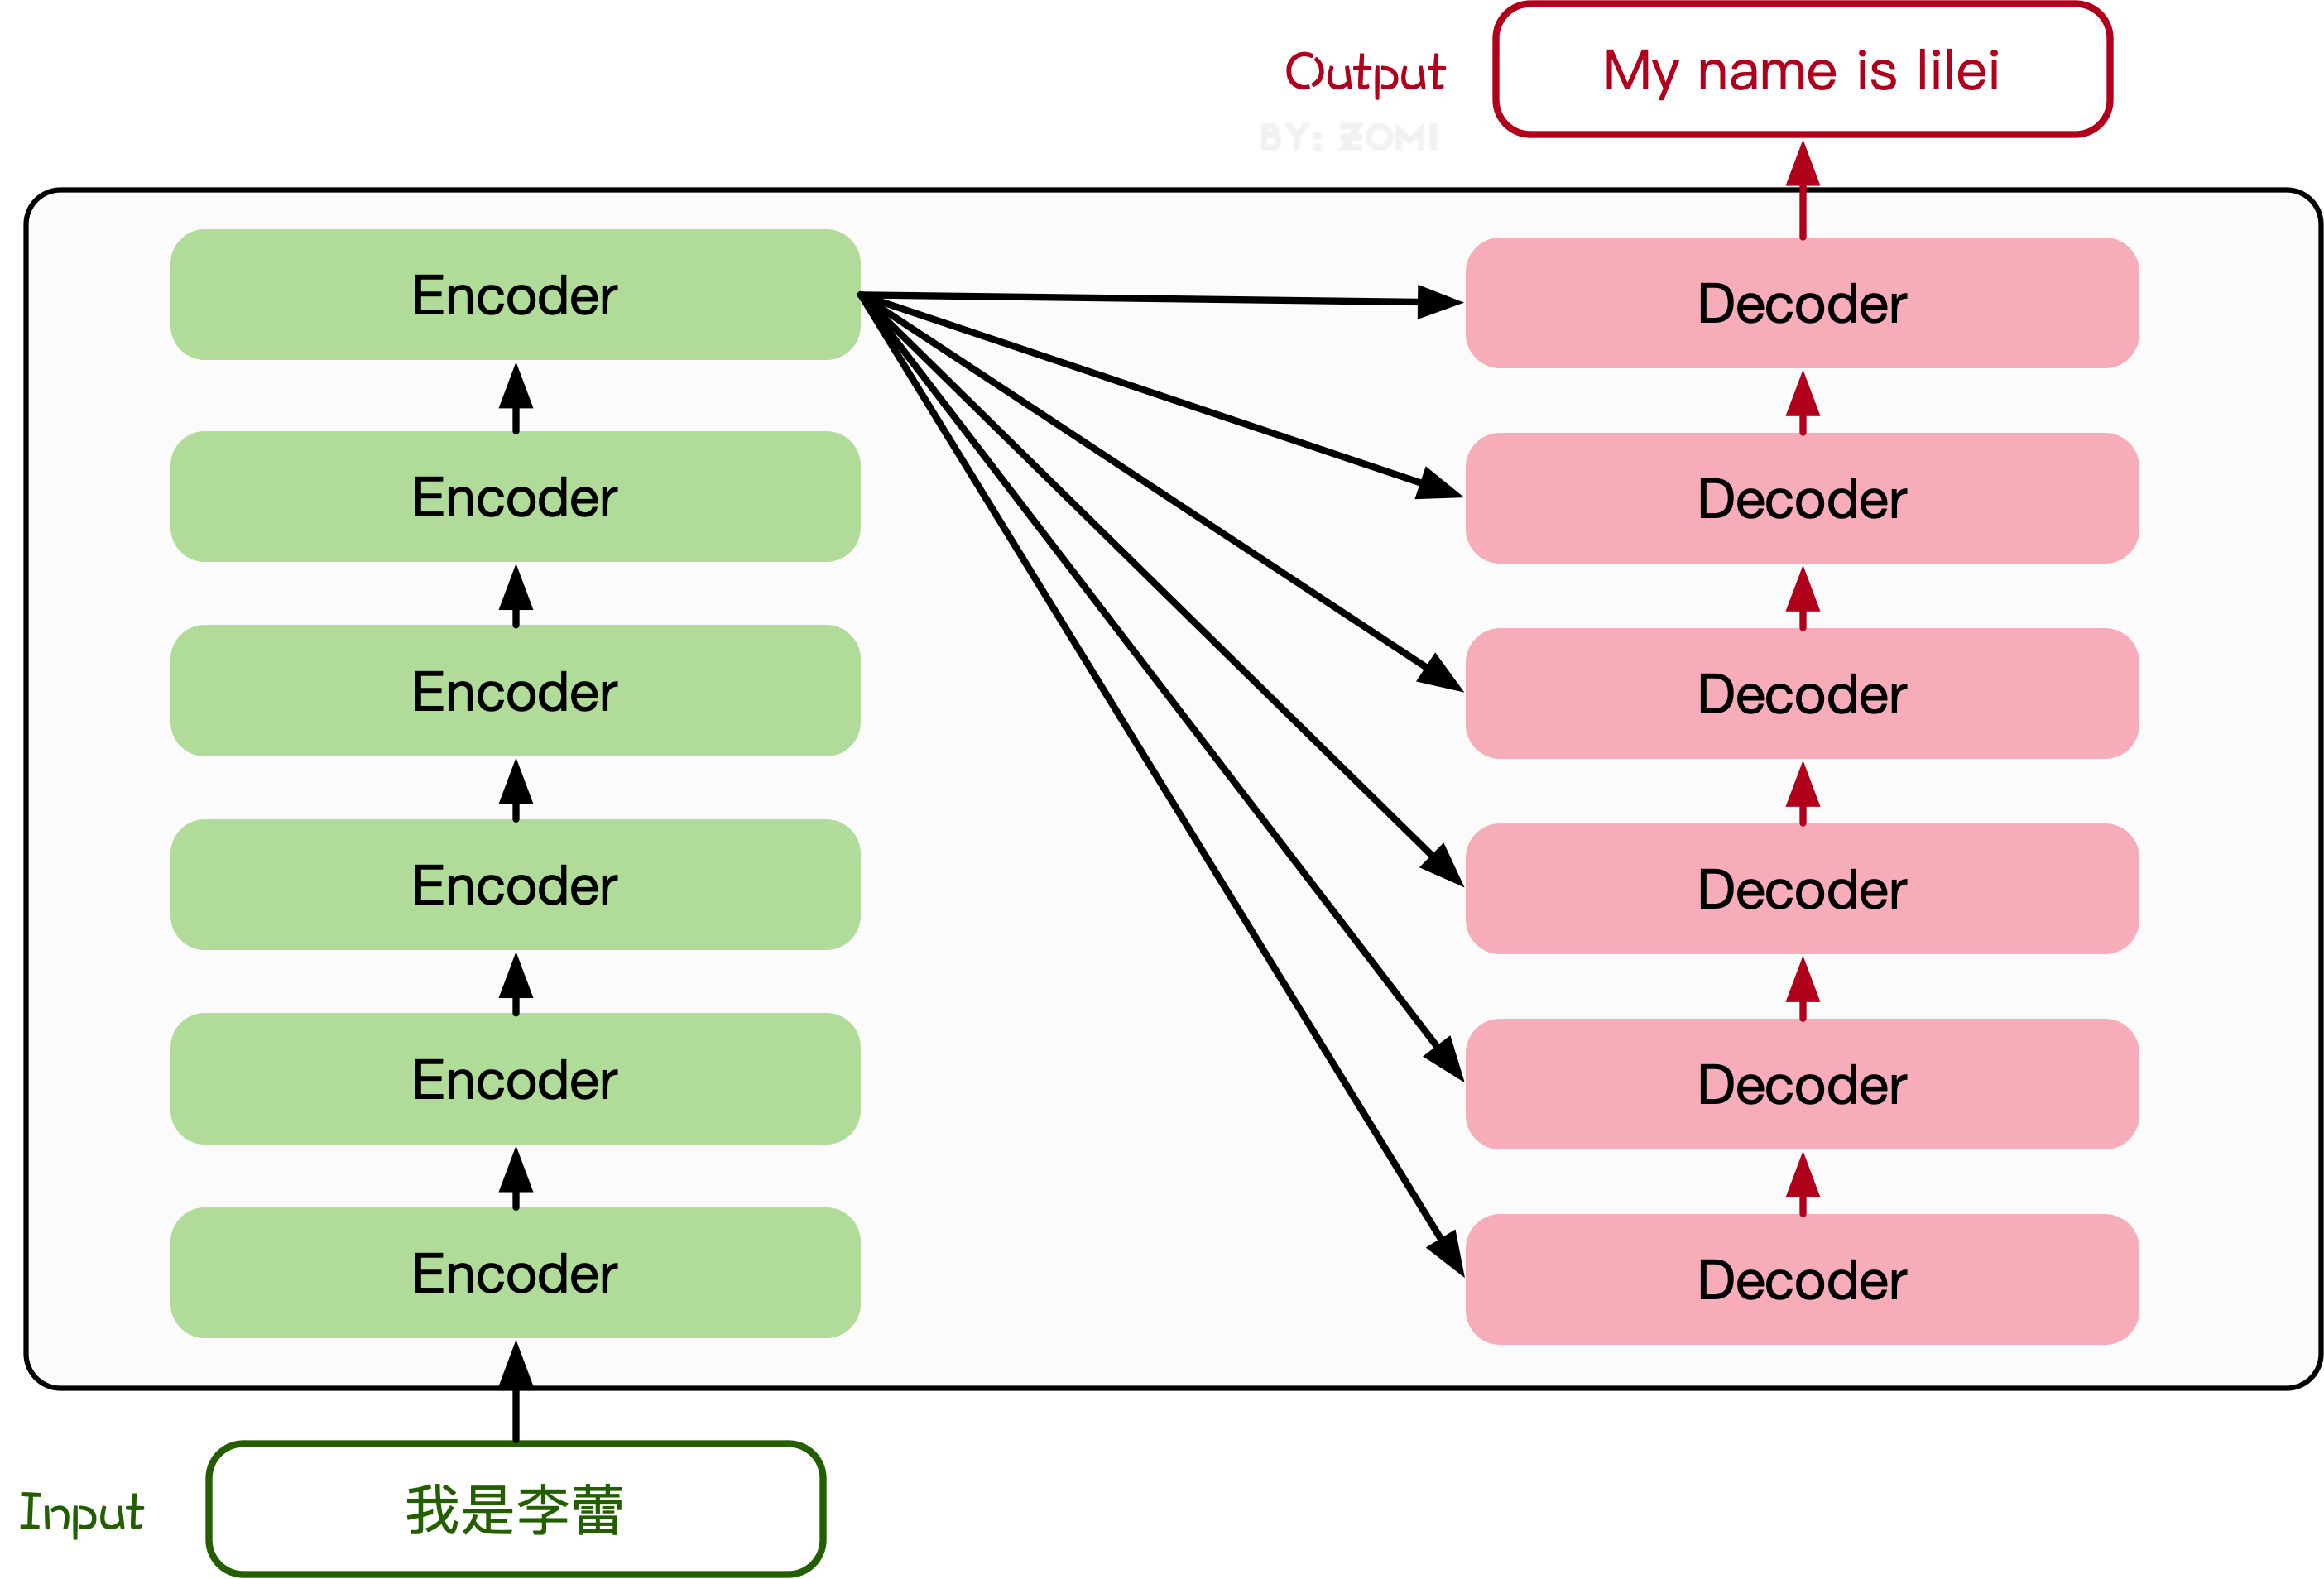 Output
My name is lilei
BY: ZOMI
Encoder
Decoder
Encoder
Decoder
Encoder
Decoder
Encoder
Decoder
Encoder
Decoder
Encoder
Decoder
Input
我是李蕾